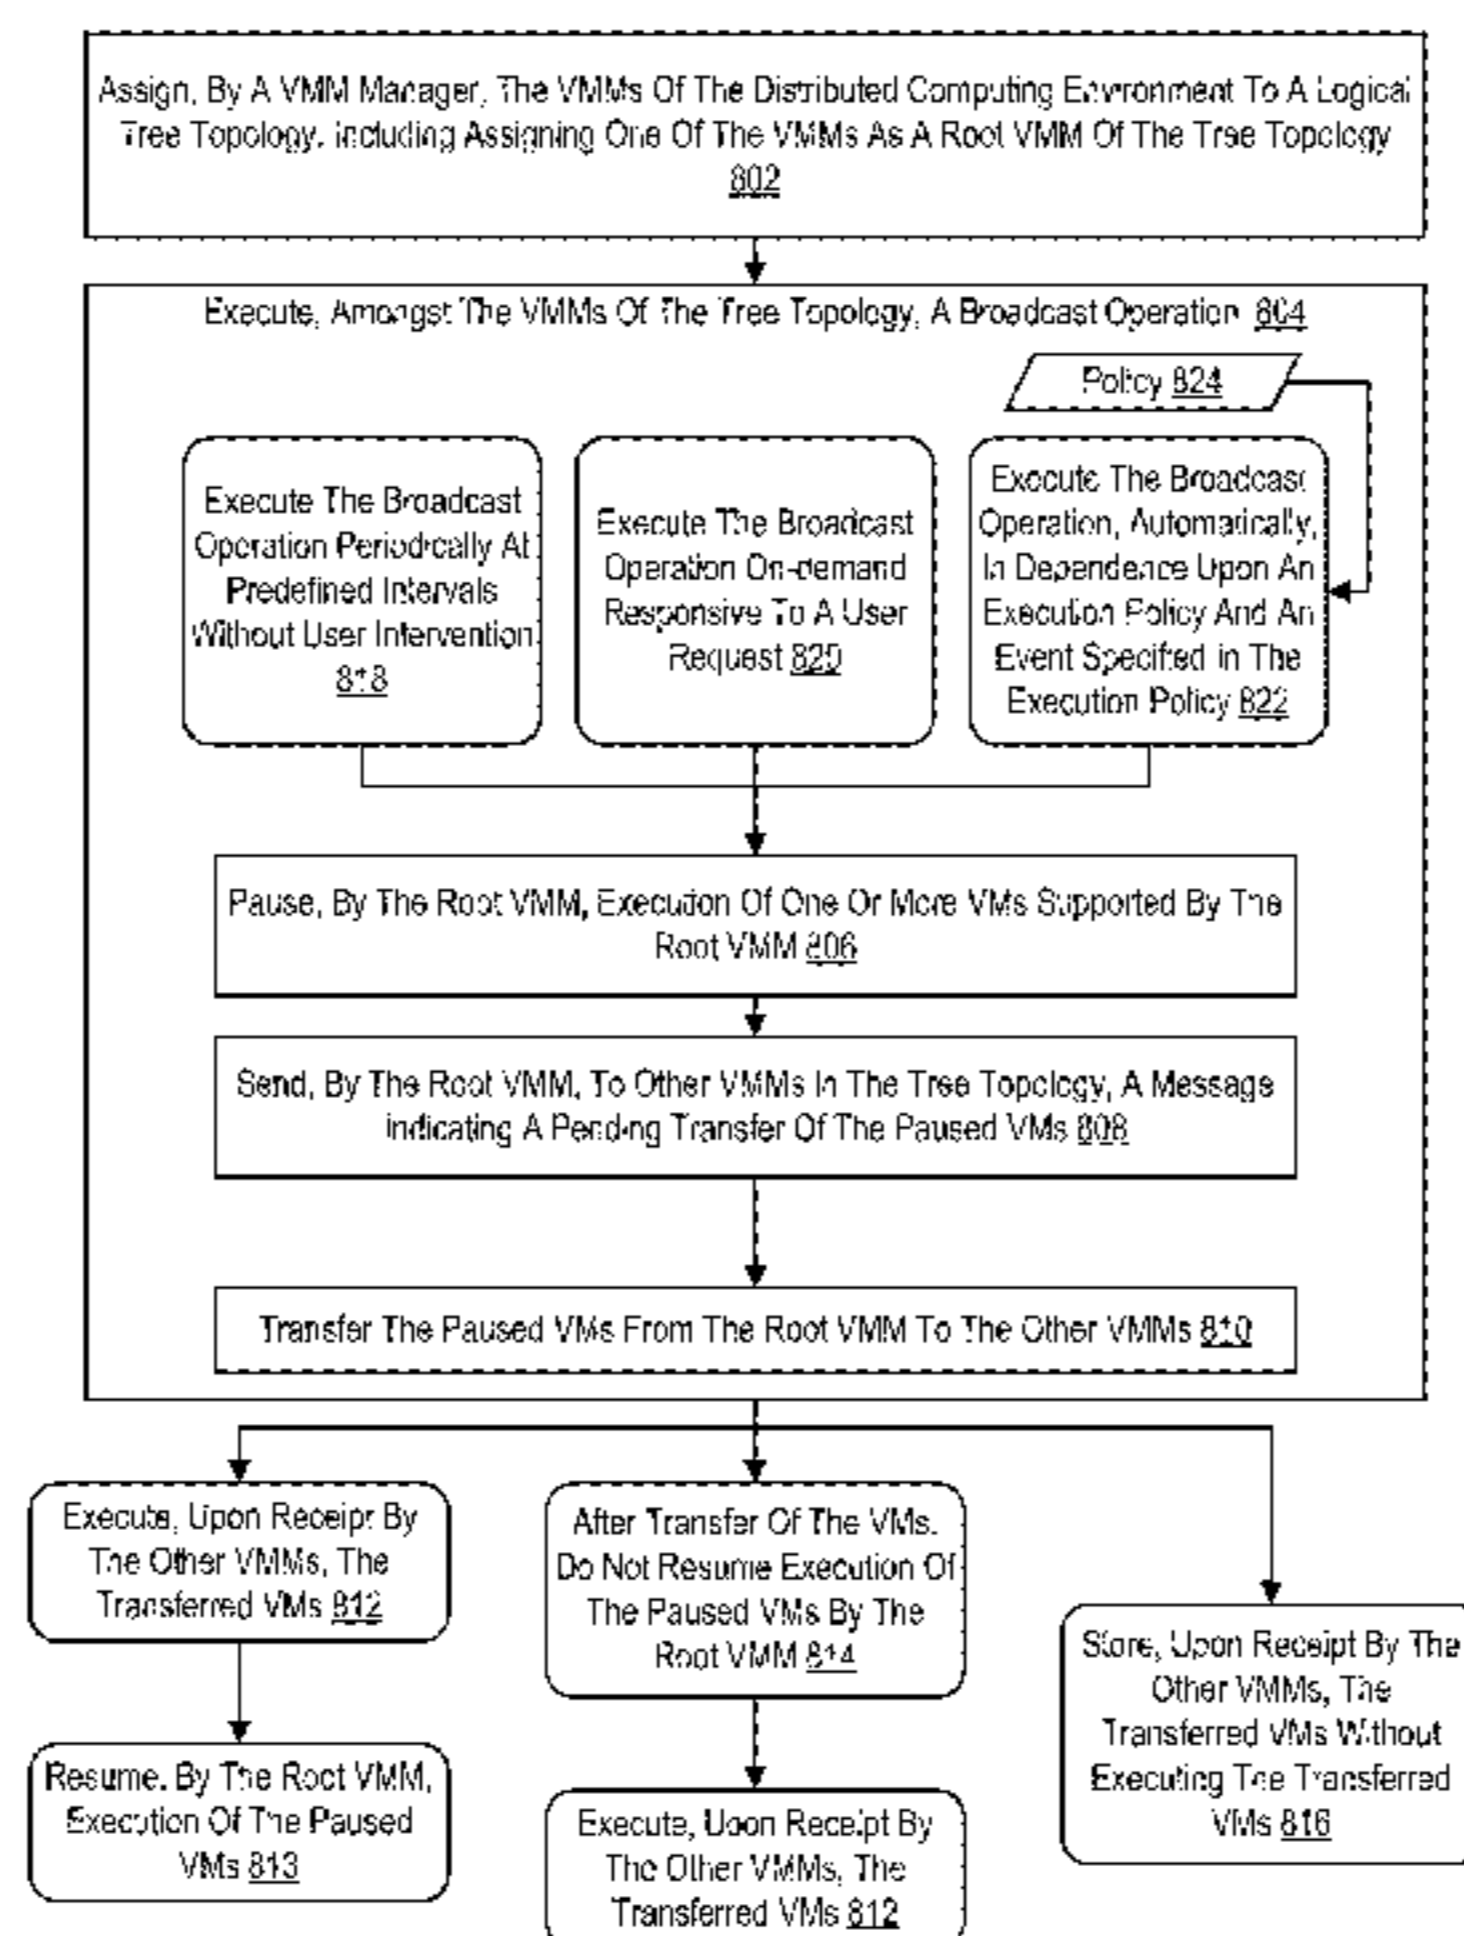 Assign, By A VMM Manager, The VMMs Of The Distributed Computing Environment To A Logical
Tree Topology, Including Assigning One Of The VMMs As A Root VMM Of The Tree Topology
802
Execute, Amongst The VMMs Of The Tree Topology, A Broadcast Operation 804
Policy 824
Execute The Broadcast
Operation Periodically At
Predefined Intervals
Without User Intervention
818
Execute The Broadcast
Operation On-demand
Responsive To A User
Request 820
Execute The Broadcast
Operation, Automatically,
In Dependence Upon An
Execution Policy And An
Event Specified In The
Execution Policy 822
Pause, By The Root VMM, Execution Of One Or More VMs Supported By The
Root VMM 806
Send, By The Root VMM, To Other VMMs In The Tree Topology, A Message
Indicating A Pending Transfer Of The Paused VMs 808
Transfer The Paused VMs From The Root VMM To The Other VMMs 810
Execute, Upon Receipt By
The Other VMMs, The
Transferred VMs 812
Resume, By The Root VMM,
Execution Of The Paused
VMs 813
After Transfer Of The VMs,
Do Not Resume Execution Of
The Paused VMs By The
Root VMM 814
Execute, Upon Receipt By
The Other VMMs, The
Transferred VMs 812
Store, Upon Receipt By The
Other VMMs, The
Transferred VMs Without
Executing The Transferred
VMs 816